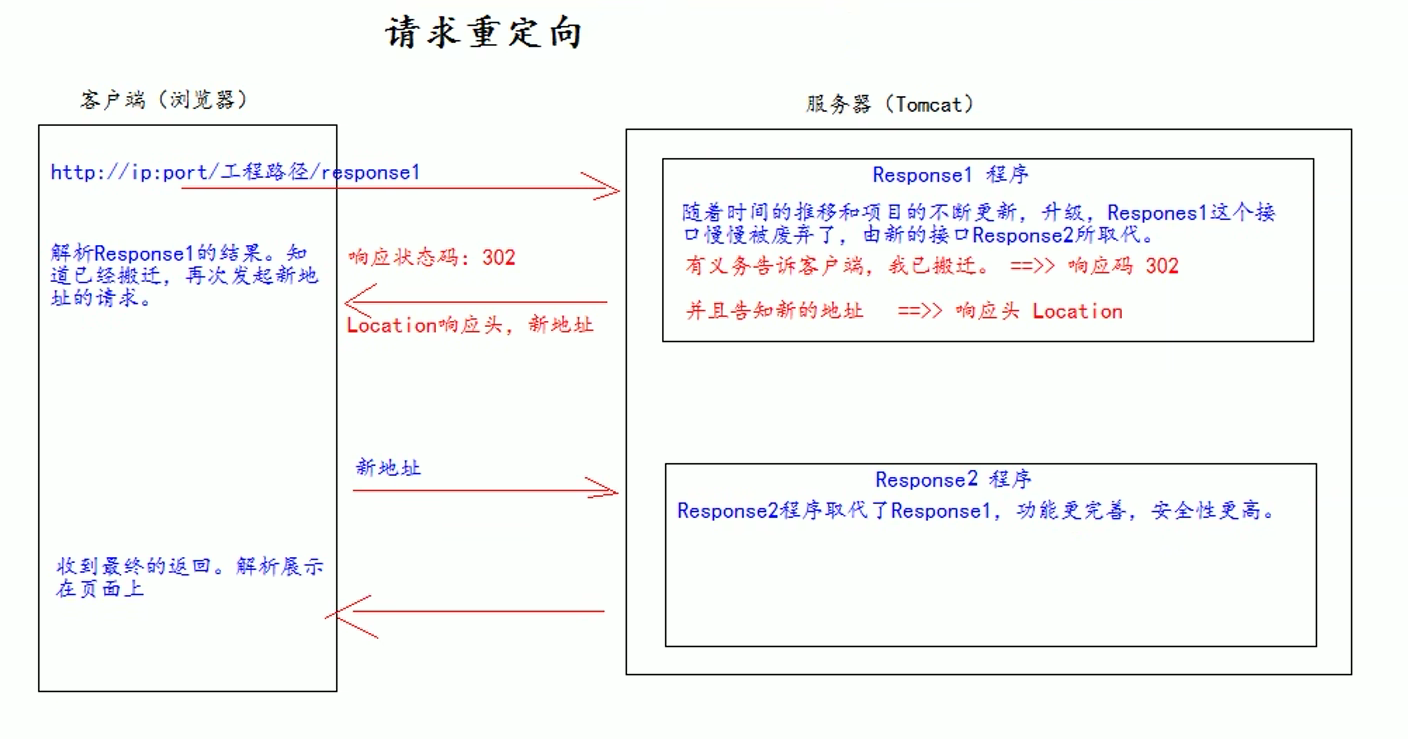 请求重定向
客户端（浏览器）
服务器（Tomcat）
http://ip:port/工程路径/response1
Response1 程序
随着时间的推移和项目的不断更新，升级，Respones1这个接
口慢慢被废弃了，由新的接口Response2所取代。
有义务告诉客户端，我已搬迁。 ==>> 响应码 302
并且告知新的地址 ==>> 响应头 Location
响应状态码：302
Location响应头，新地址
解析Response1的结果。知
道已经搬迁，再次发起新地
址的请求。
新地址
Response2 程序
Response2程序取代了Response1，功能更完善，安全性更高。
收到最终的返回。解析展示
在页面上